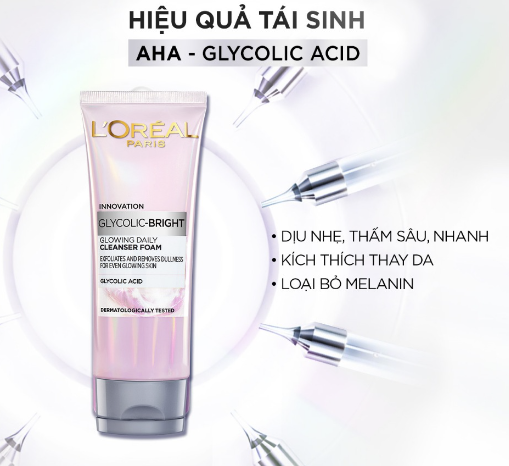 HIỆU QUẢ TÁI SINH
AHA - GLYCOLIC ACID
L'ORÉAL
PARIS
INNOVATION
GLYCOLIC-BRIGHT
GLOWING DAILY
CLEANSER FOAM
EXFOLIATES AND REMOVES DULLNESS
FOR EVEN GLOWING SKIN
GLYCOLIC ACID
DERMATOLOGICALLY TESTED
• DỊU NHẸ, THẤM SÂU, NHANH
• KÍCH THÍCH THAY DA
• LOẠI BỎ MELANIN